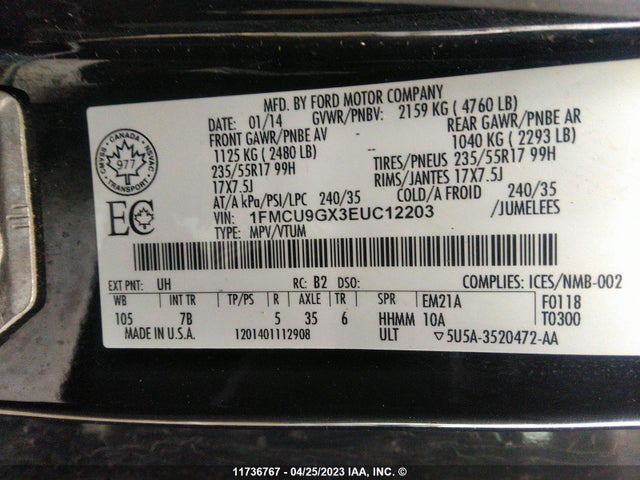 MFD. BY FORD MOTOR COMPANY
DATE: 01/14 GVWR/PNBV: 2159 KG ( 4760 LB)
FRONT GAWR/PNBE AV REAR GAWR/PNBE AR
1125 KG ( 2480 LB) 1040 KG ( 2293 LB)
235/55R17 99H TIRES/PNEUS 235/55R17 99H
17X7.5J RIMS/JANTES 17X7.5J
AT/A kPa/PSI/LPC 240/35 COLD/A FROID 240/35
VIN: 1FMCU9GX3EUC12203 /JUMELEES
TYPE: MPV/VTUM
CANADA
CMVSS NSVAC
977
TRANSPORT
EC
EXT PNT: UH RC: B2 DSO: COMPLIES: ICES/NMB-002
WB INT TR TP/PS R AXLE TR SPR EM21A F0118
105 7B 5 35 6 HHMM 10A T0300
MADE IN U.S.A. 1201401112908 ULT ▽5U5A-3520472-AA
11736767 - 04/25/2023 IAA, INC. ©